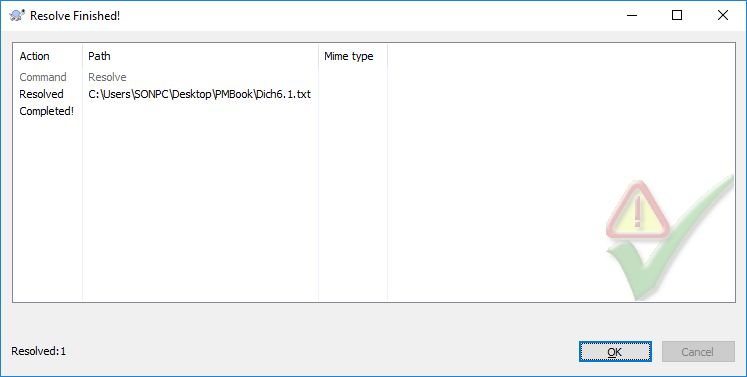 Resolve Finished!
Action Path Mime type
Command Resolve
Resolved C:\Users\SONPC\Desktop\PMBook\Dich6.1.txt
Completed!
!
Resolved:1
OK Cancel